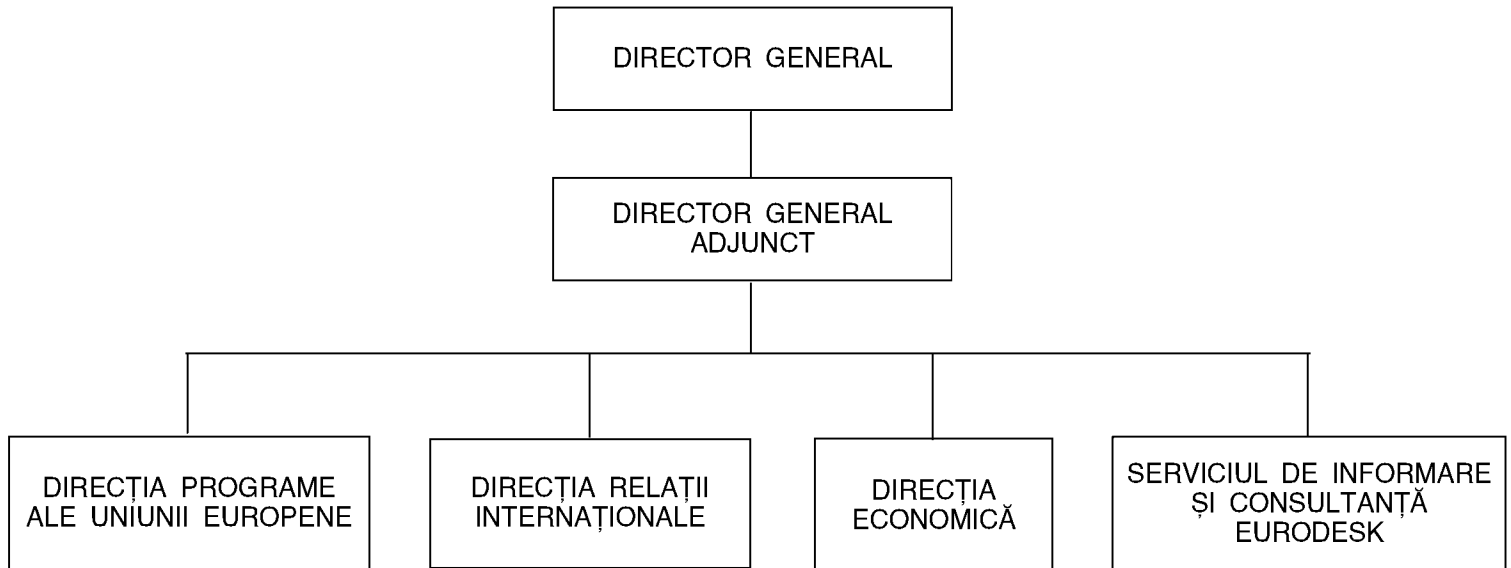 DIRECTOR GENERAL
DIRECTOR GENERAL
ADJUNCT
DIRECȚIA PROGRAME
ALE UNIUNII EUROPENE
DIRECȚIA RELAȚII
INTERNAȚIONALE
DIRECȚIA
ECONOMICĂ
SERVICIUL DE INFORMARE
ȘI CONSULTANȚĂ
EURODESK